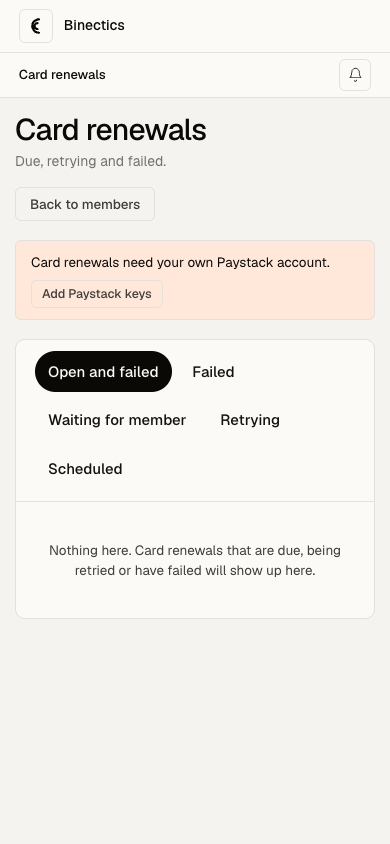 Binectics
Card renewals
Card renewals
Due, retrying and failed.
Back to members
Card renewals need your own Paystack account.
Add Paystack keys
Open and failed
Failed
Waiting for member
Retrying
Scheduled
Nothing here. Card renewals that are due, being
retried or have failed will show up here.